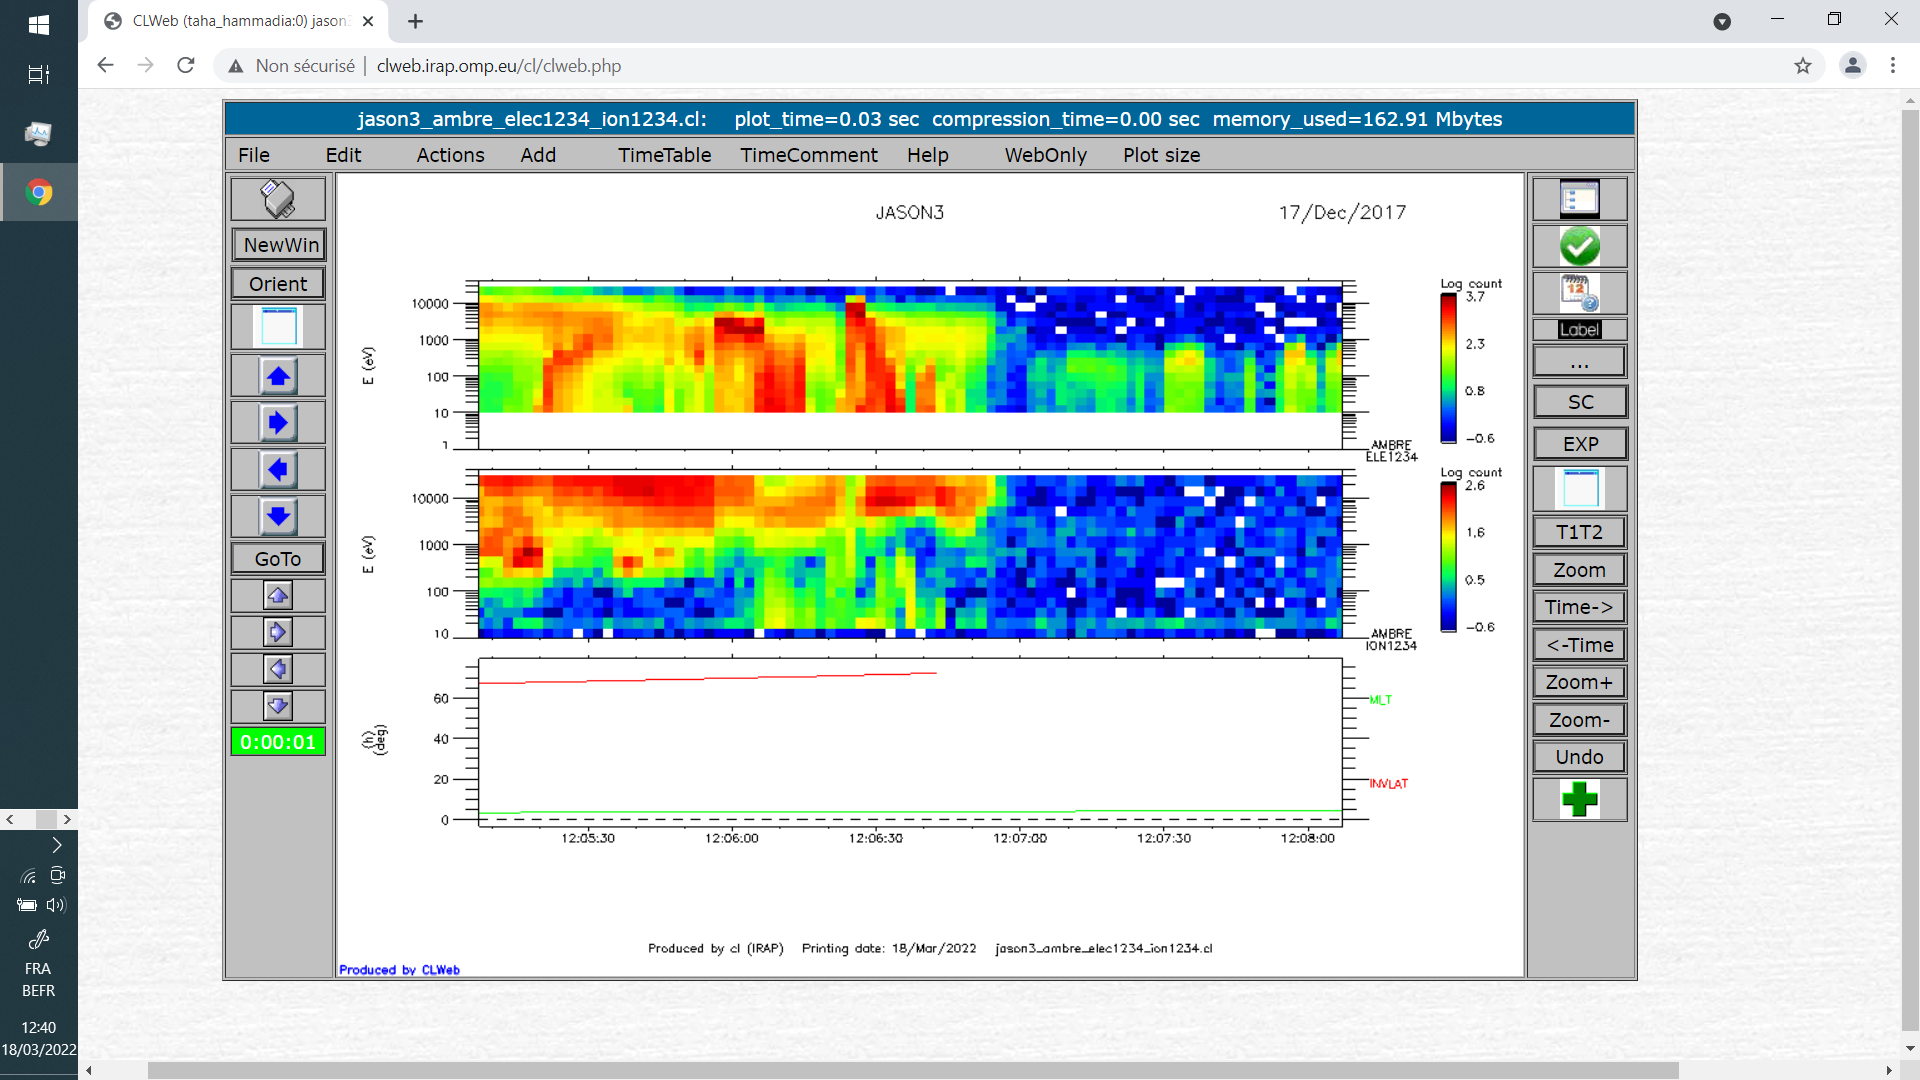 CLWeb (taha_hammadia:0) jason3
Non sécurisé | clweb.irap.omp.eu/cl/clweb.php
jason3_ambre_elec1234_ion1234.cl: plot_time=0.03 sec compression_time=0.00 sec memory_used=162.91 Mbytes
File Edit Actions Add TimeTable TimeComment Help WebOnly Plot size
NewWin
Orient
GoTo
0:00:01
JASON3 17/Dec/2017
10000
1000
100
10
1
E (eV)
AMBRE
ELE1234
Log count
3.7
2.3
0.8
-0.6
10000
1000
100
10
E (eV)
AMBRE
ION1234
Log count
2.6
1.6
0.5
-0.6
60
40
20
0
(h)
(deg)
MLT
INVLAT
12:05:30 12:06:00 12:06:30 12:07:00 12:07:30 12:08:00
Produced by cl (IRAP) Printing date: 18/Mar/2022 jason3_ambre_elec1234_ion1234.cl
Produced by CLWeb
12
Label
...
SC
EXP
T1T2
Zoom
Time->
<-Time
Zoom+
Zoom-
Undo
FRA
BEFR
12:40
18/03/2022